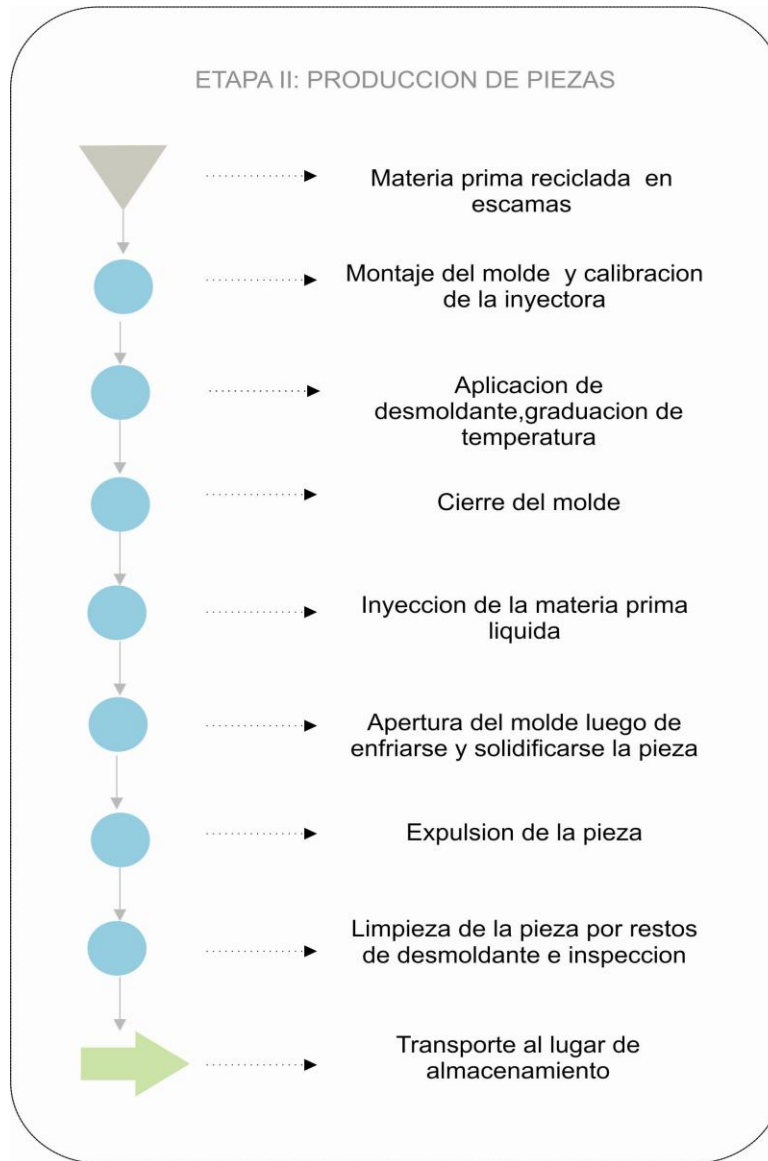 ETAPA II: PRODUCCION DE PIEZAS
Materia prima reciclada en
escamas
Montaje del molde y calibracion
de la inyectora
Aplicacion de
desmoldante,graduacion de
temperatura
Cierre del molde
Inyeccion de la materia prima
liquida
Apertura del molde luego de
enfriarse y solidificarse la pieza
Expulsion de la pieza
Limpieza de la pieza por restos
de desmoldante e inspeccion
Transporte al lugar de
almacenamiento